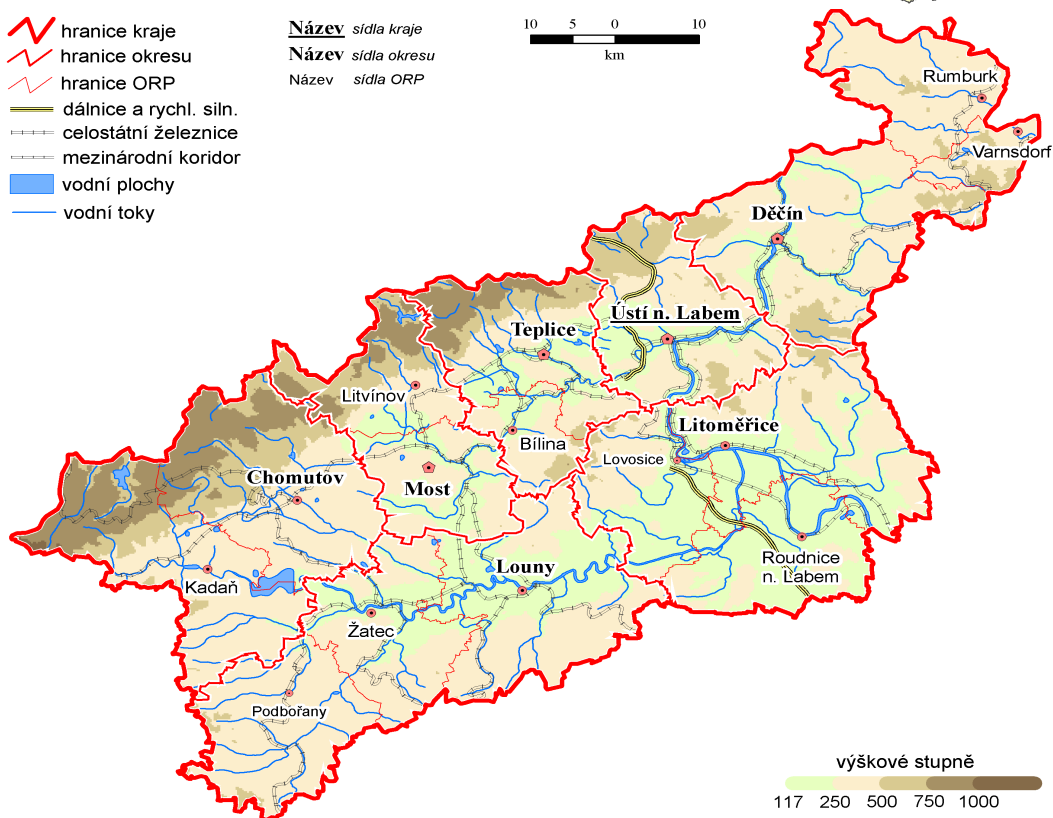 hranice kraje
hranice okresu
hranice ORP
dálnice a rychl. siln.
celostátní železnice
mezinárodní koridor
vodní plochy
vodní toky
Název sídla kraje
Název sídla okresu
Název sídla ORP
10 5 0 10
km
Rumburk
Varnsdorf
Děčín
Ústí n. Labem
Teplice
Litvínov
Bílina
Litoměřice
Lovosice
Chomutov
Most
Roudnice
n. Labem
Louny
Kadaň
Žatec
Podbořany
výškové stupně
117 250 500 750 1000